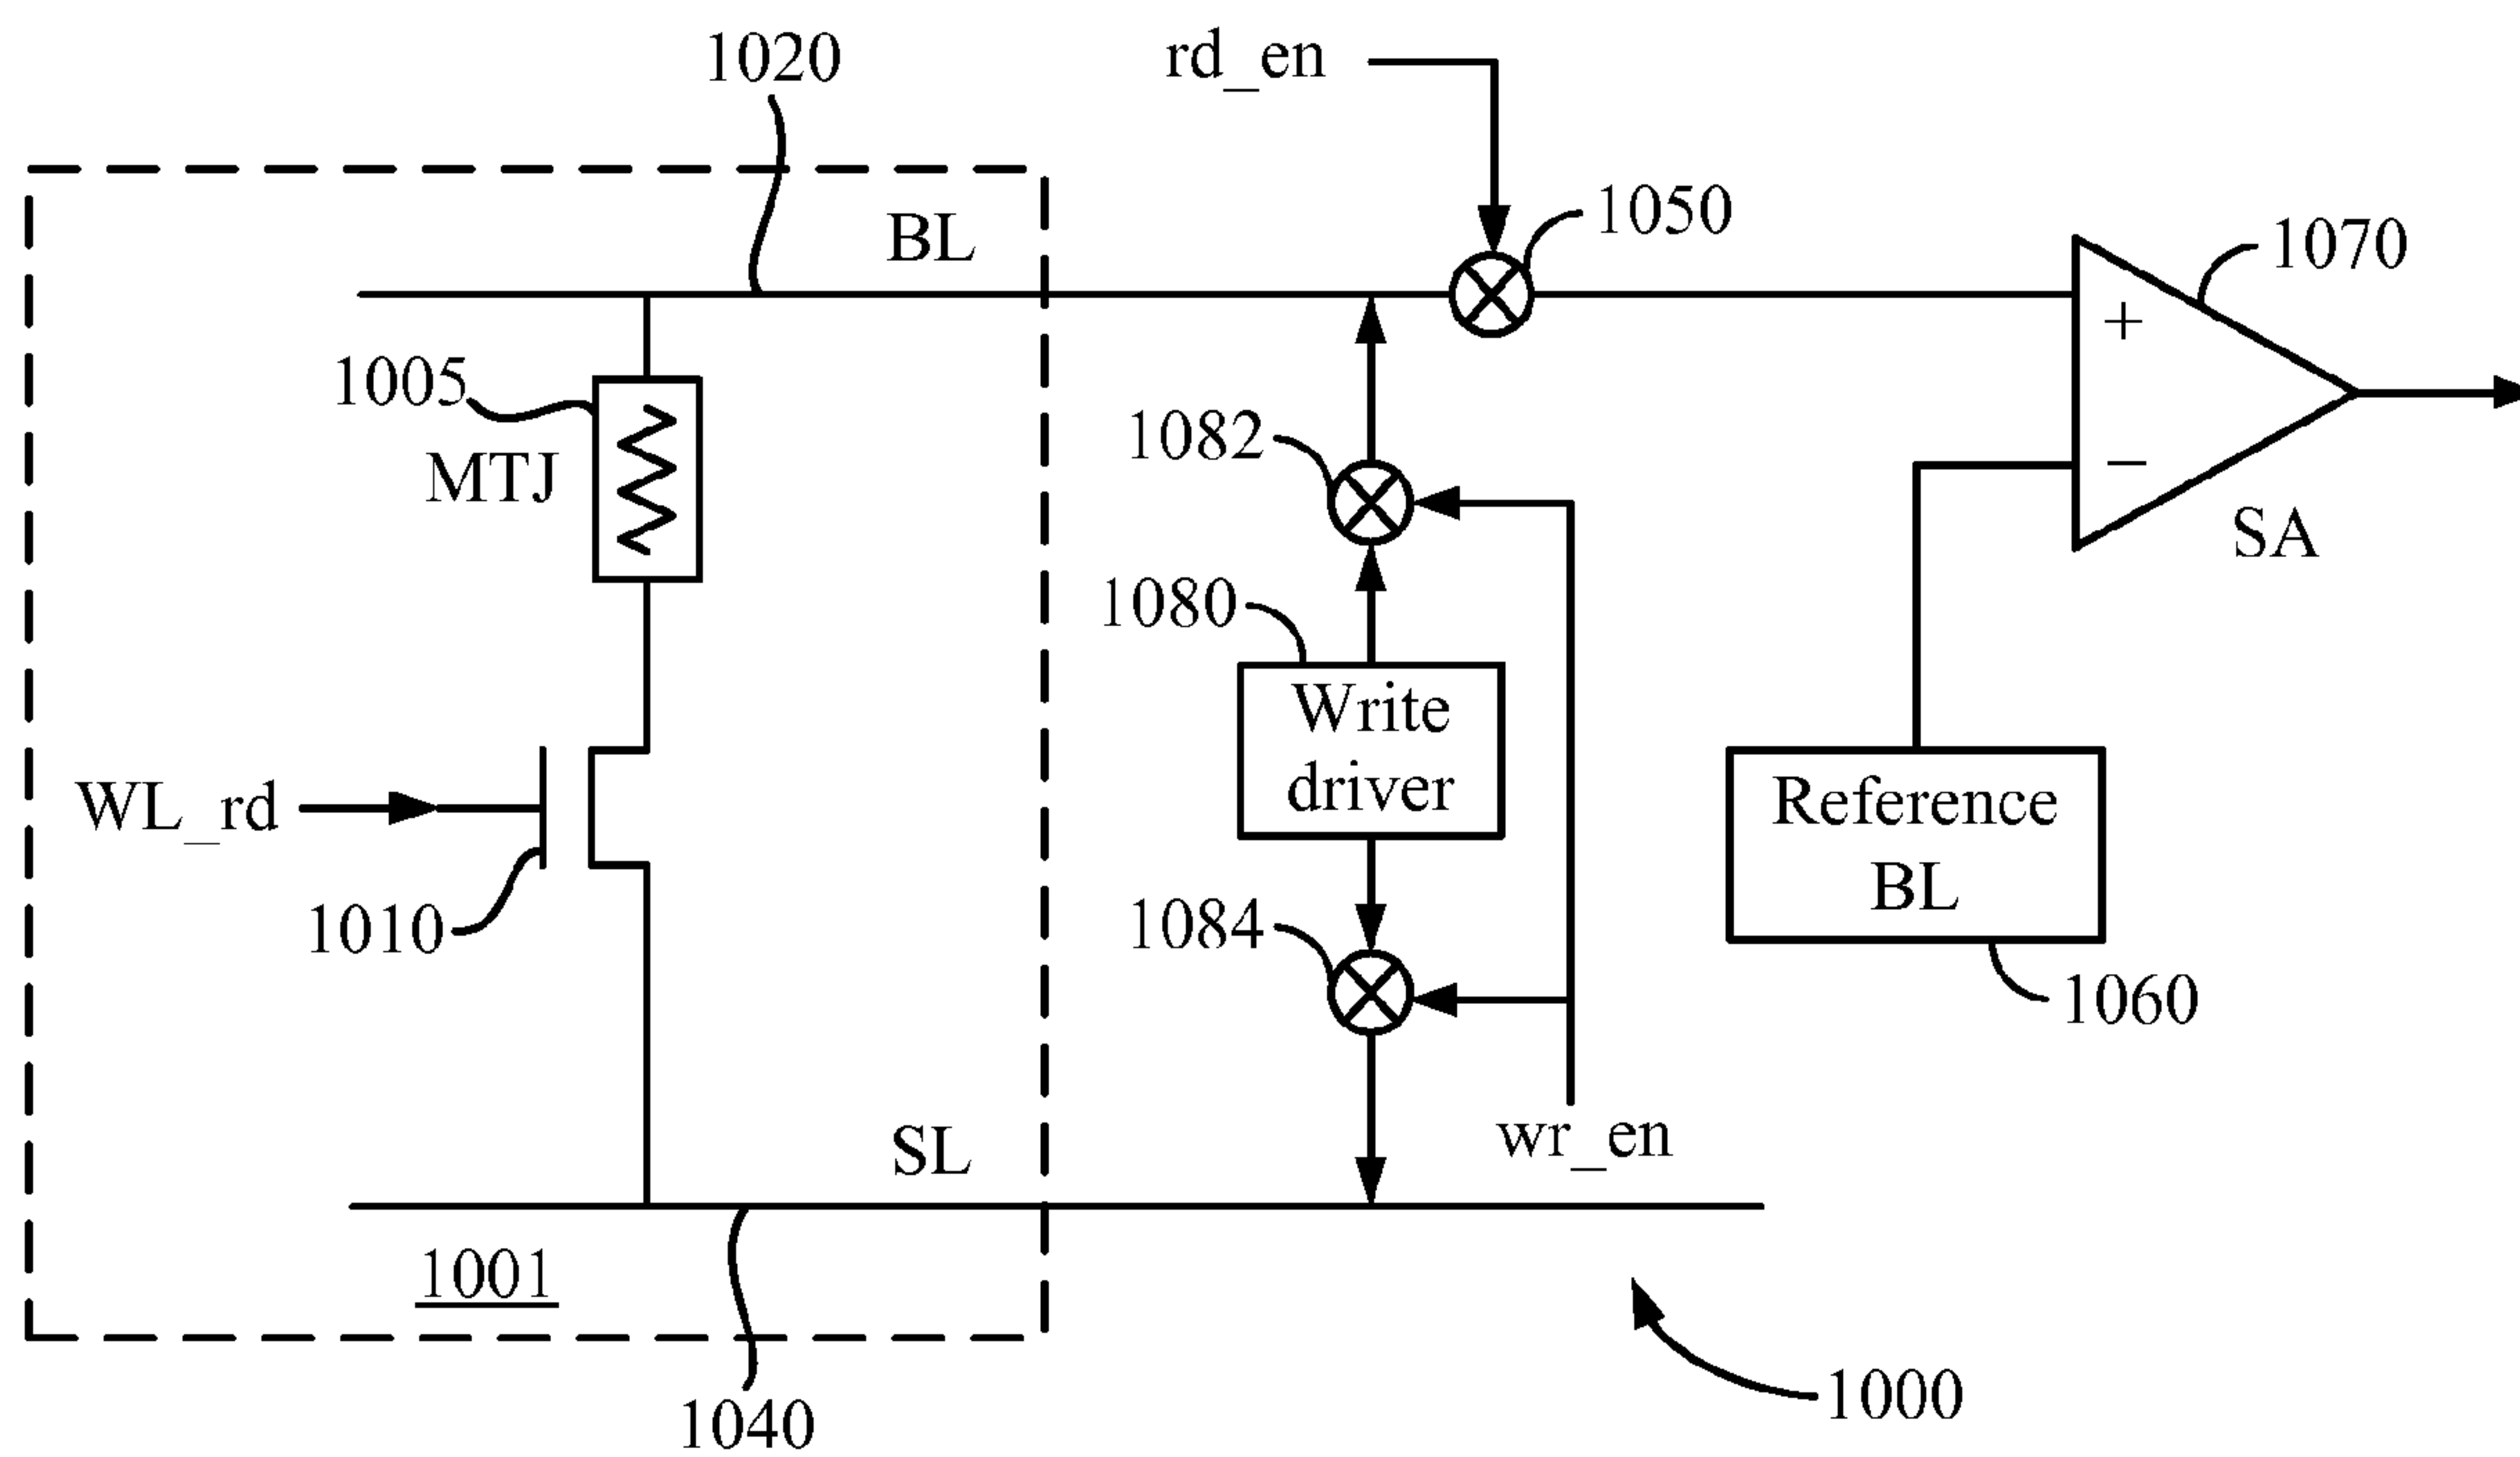 1020
rd_en
1050
1070
BL
+
1005
MTJ
1082
−
SA
1080
Write
driver
WL_rd
Reference
BL
1010
1084
1060
wr_en
SL
1001
1000
1040